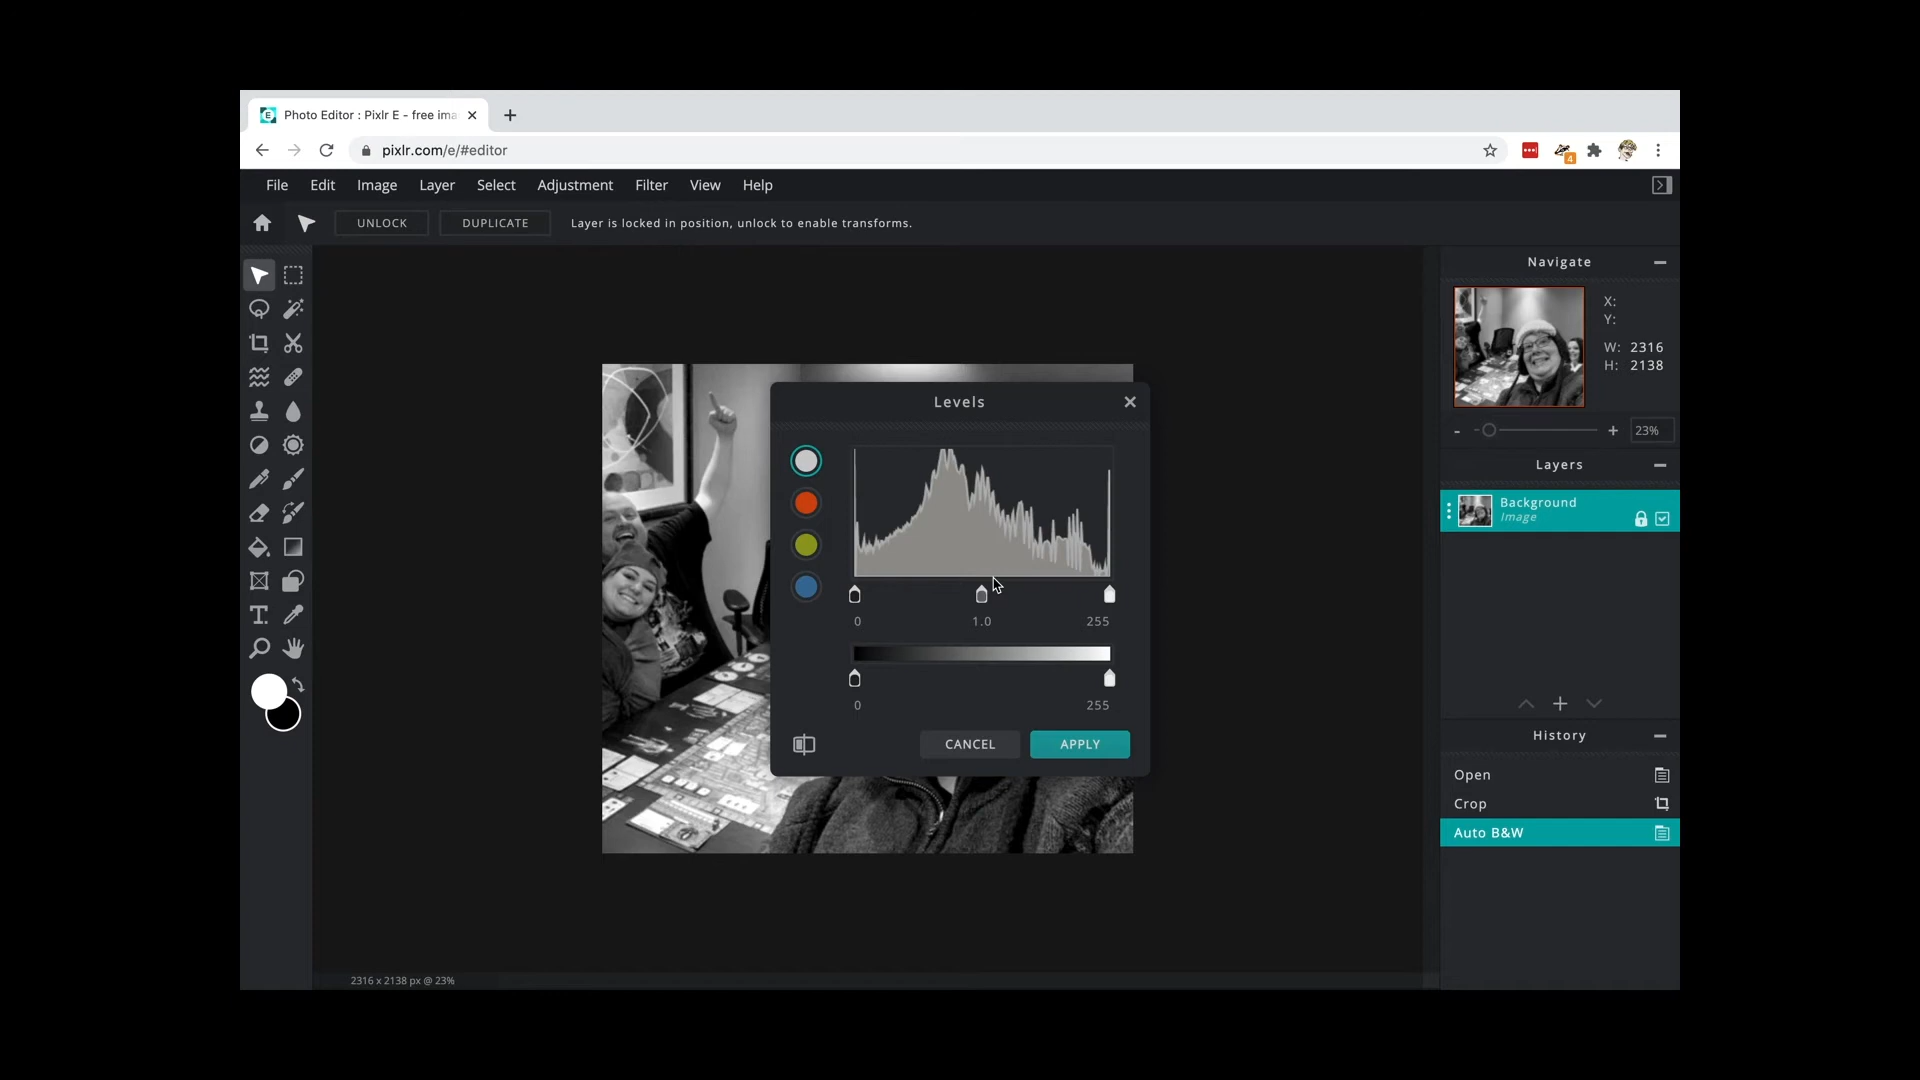 Photo Editor : Pixlr E - free ima
pixlr.com/e/#editor
4
File Edit Image Layer Select Adjustment Filter View Help
UNLOCK DUPLICATE Layer is locked in position, unlock to enable transforms.
Navigate
X:
Y:
W: 2316
H: 2138
- + 23%
Layers
Background
Image
Levels
0 1.0 255
0 255
CANCEL APPLY
T
History
Open
Crop
Auto B&W
2316 x 2138 px @ 23%